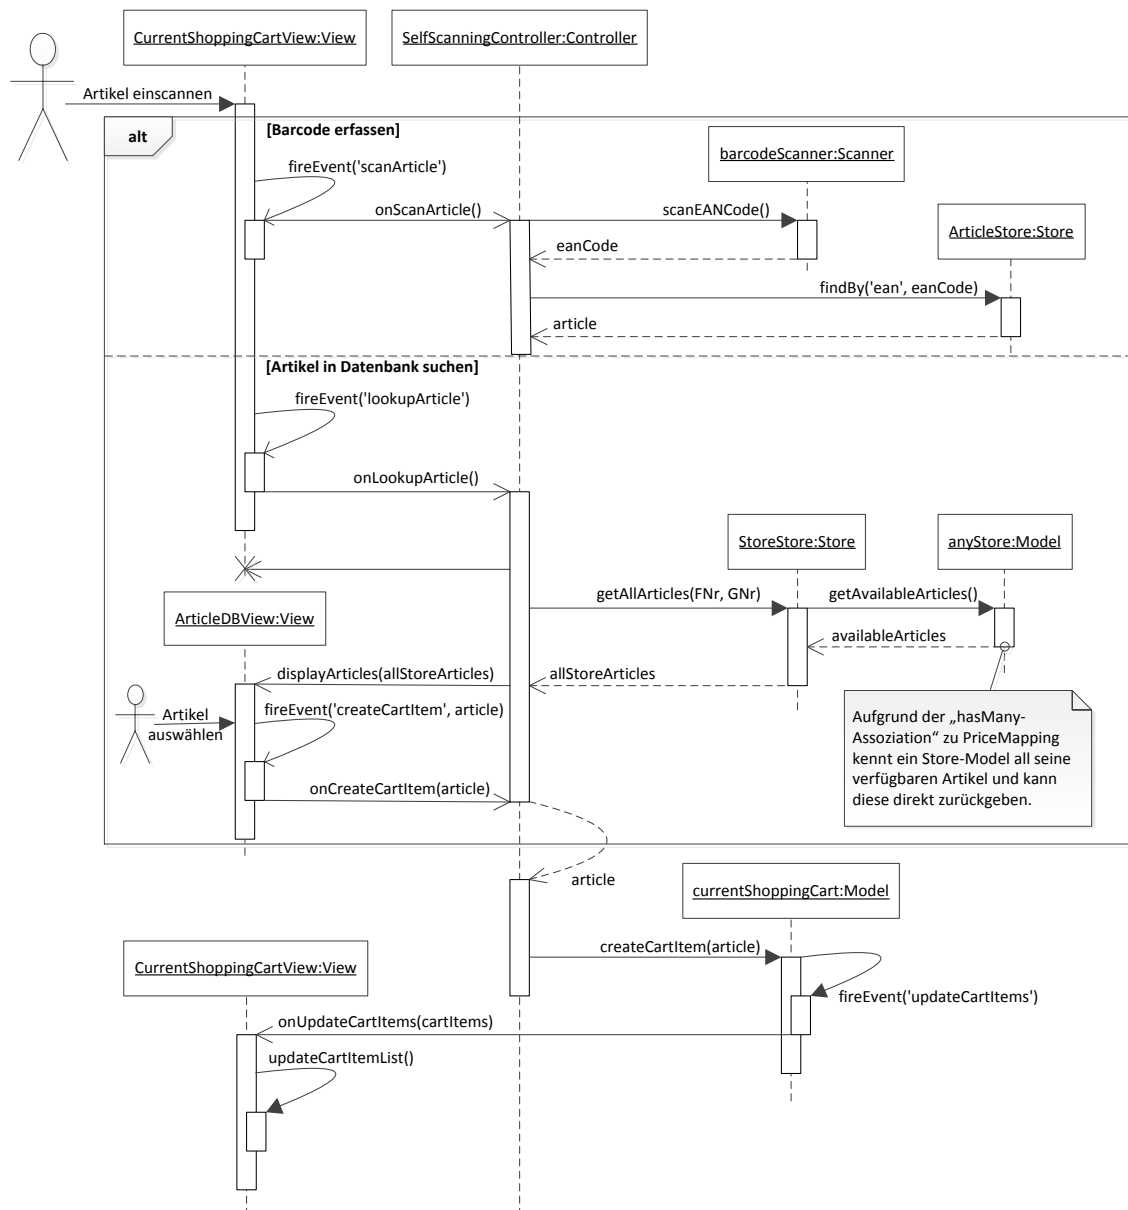 CurrentShoppingCartView:View
SelfScanningController:Controller
Artikel einscannen
alt
[Barcode erfassen]
barcodeScanner:Scanner
fireEvent('scanArticle')
onScanArticle()
scanEANCode()
ArticleStore:Store
eanCode
findBy('ean', eanCode)
article
[Artikel in Datenbank suchen]
fireEvent('lookupArticle')
onLookupArticle()
StoreStore:Store
anyStore:Model
getAllArticles(FNr, GNr)
getAvailableArticles()
ArticleDBView:View
availableArticles
displayArticles(allStoreArticles)
allStoreArticles
Artikel
auswählen
fireEvent('createCartItem', article)
Aufgrund der „hasMany-
Assoziation“ zu PriceMapping
kennt ein Store-Model all seine
verfügbaren Artikel und kann
diese direkt zurückgeben.
onCreateCartItem(article)
article
currentShoppingCart:Model
createCartItem(article)
CurrentShoppingCartView:View
fireEvent('updateCartItems')
onUpdateCartItems(cartItems)
updateCartItemList()